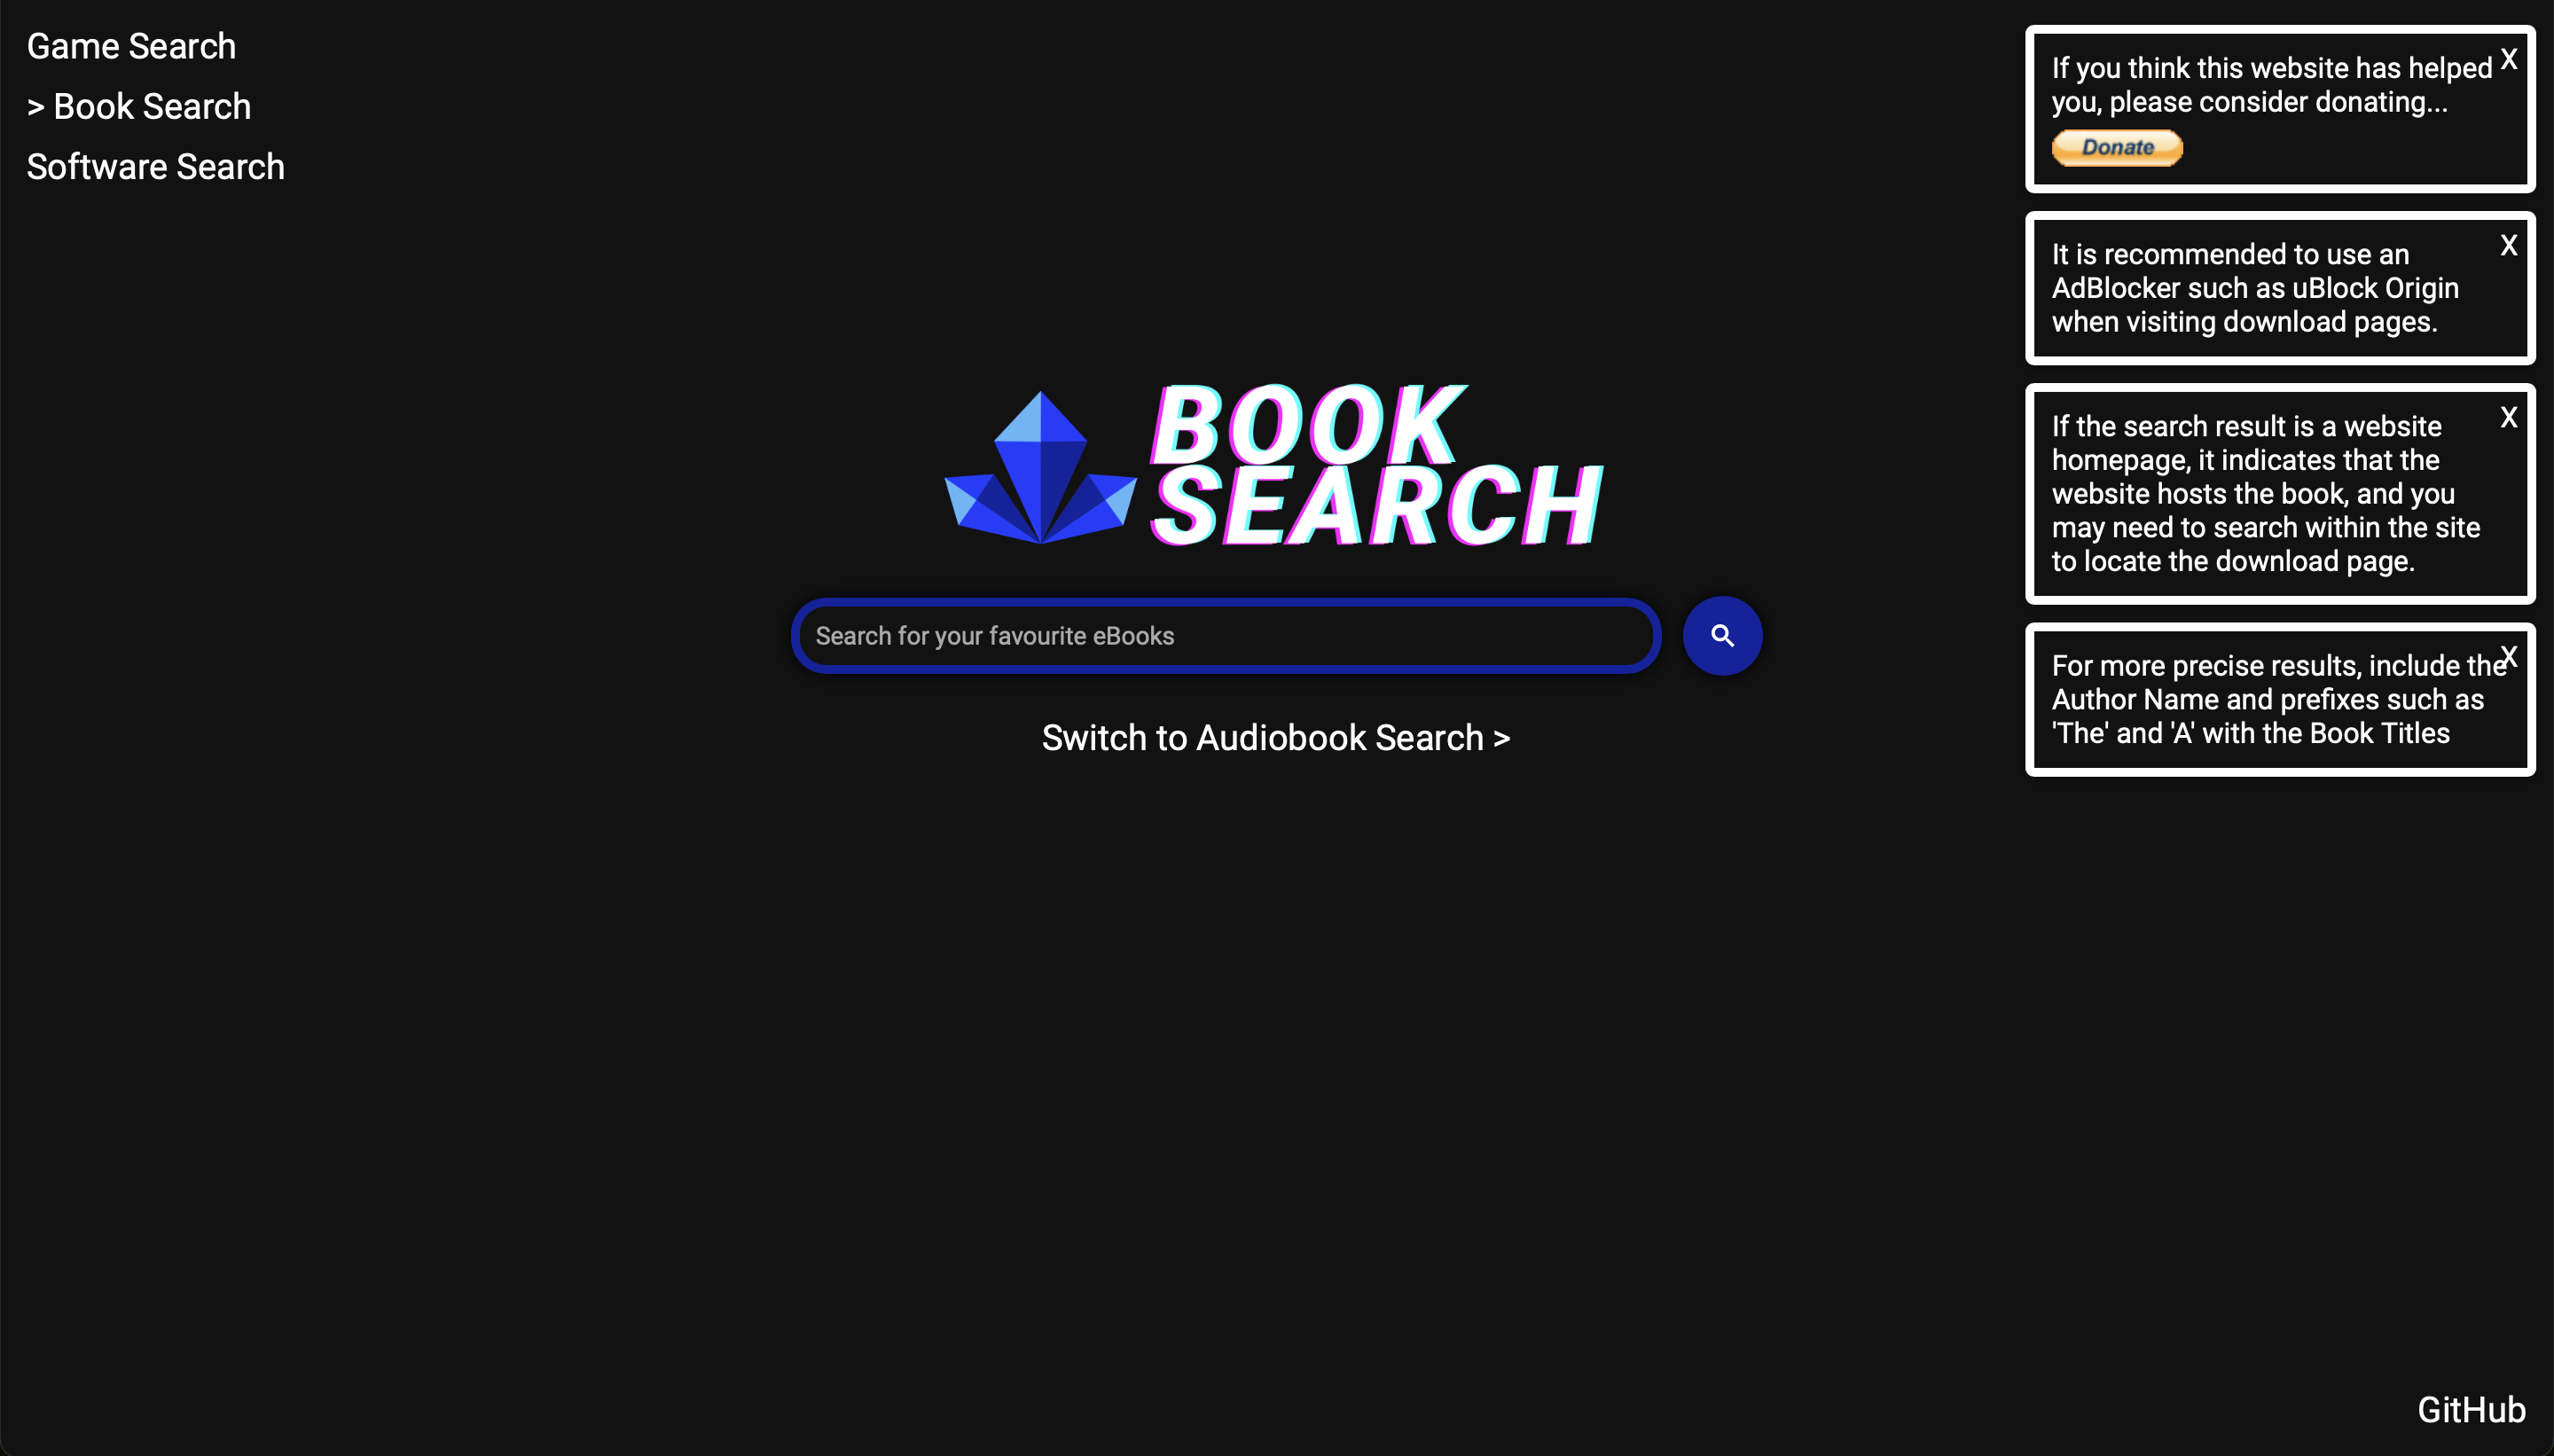 Game Search
> Book Search
Software Search
BOOK
SEARCH
Search for your favourite eBooks
Switch to Audiobook Search >
If you think this website has helped X
you, please consider donating...
Donate
It is recommended to use an X
AdBlocker such as uBlock Origin
when visiting download pages.
If the search result is a website X
homepage, it indicates that the
website hosts the book, and you
may need to search within the site
to locate the download page.
For more precise results, include the X
Author Name and prefixes such as
'The' and 'A' with the Book Titles
GitHub